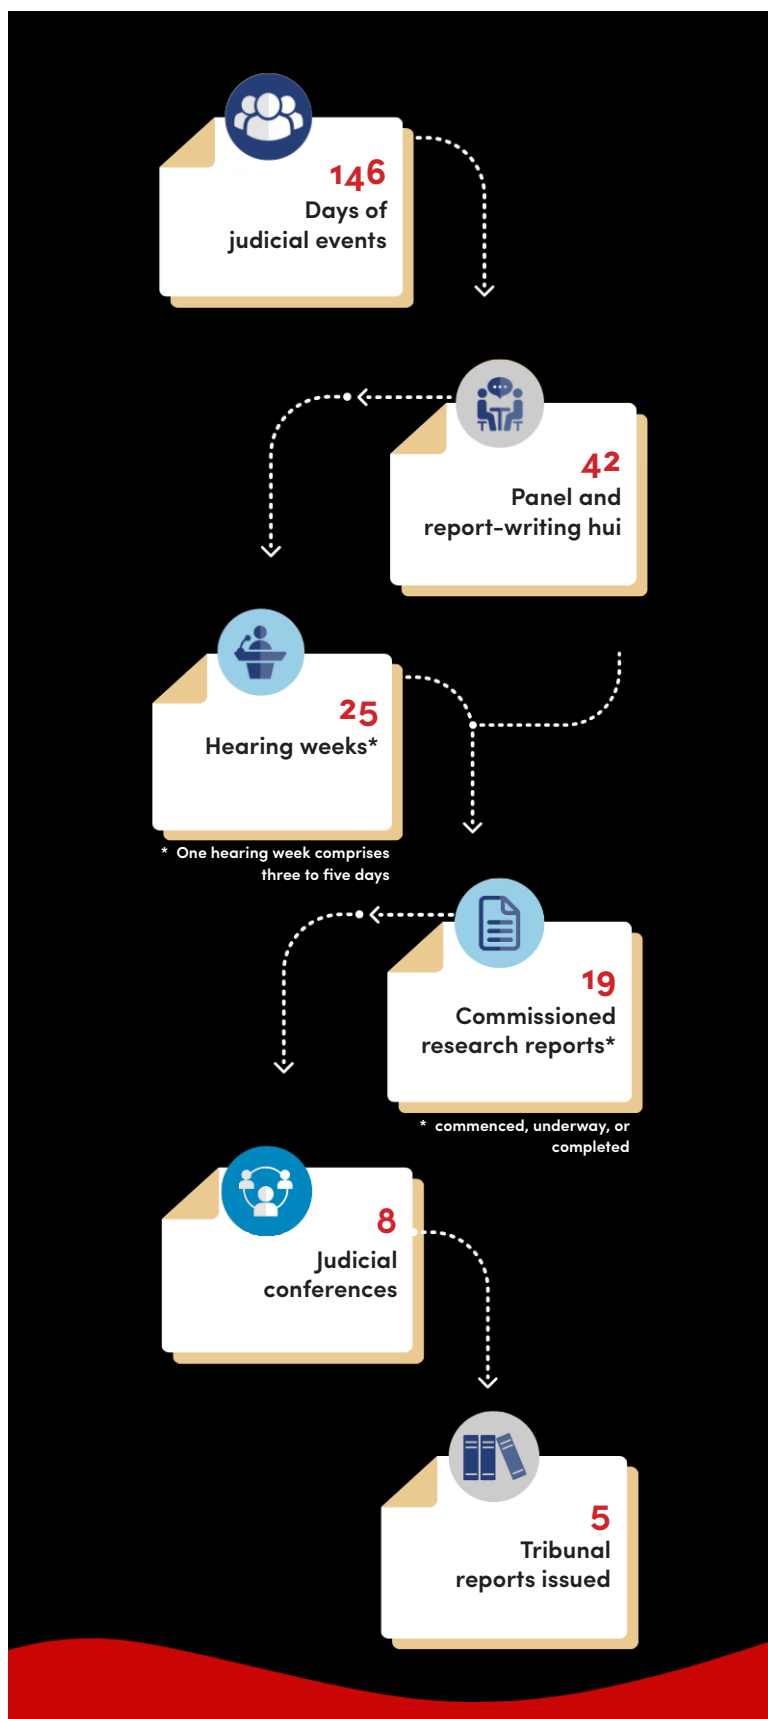 146
Days of
judicial events
42
Panel and
report-writing hui
25
Hearing weeks*
* One hearing week comprises
three to five days
19
Commissioned
research reports*
* commenced, underway, or
completed
8
Judicial
conferences
5
Tribunal
reports issued